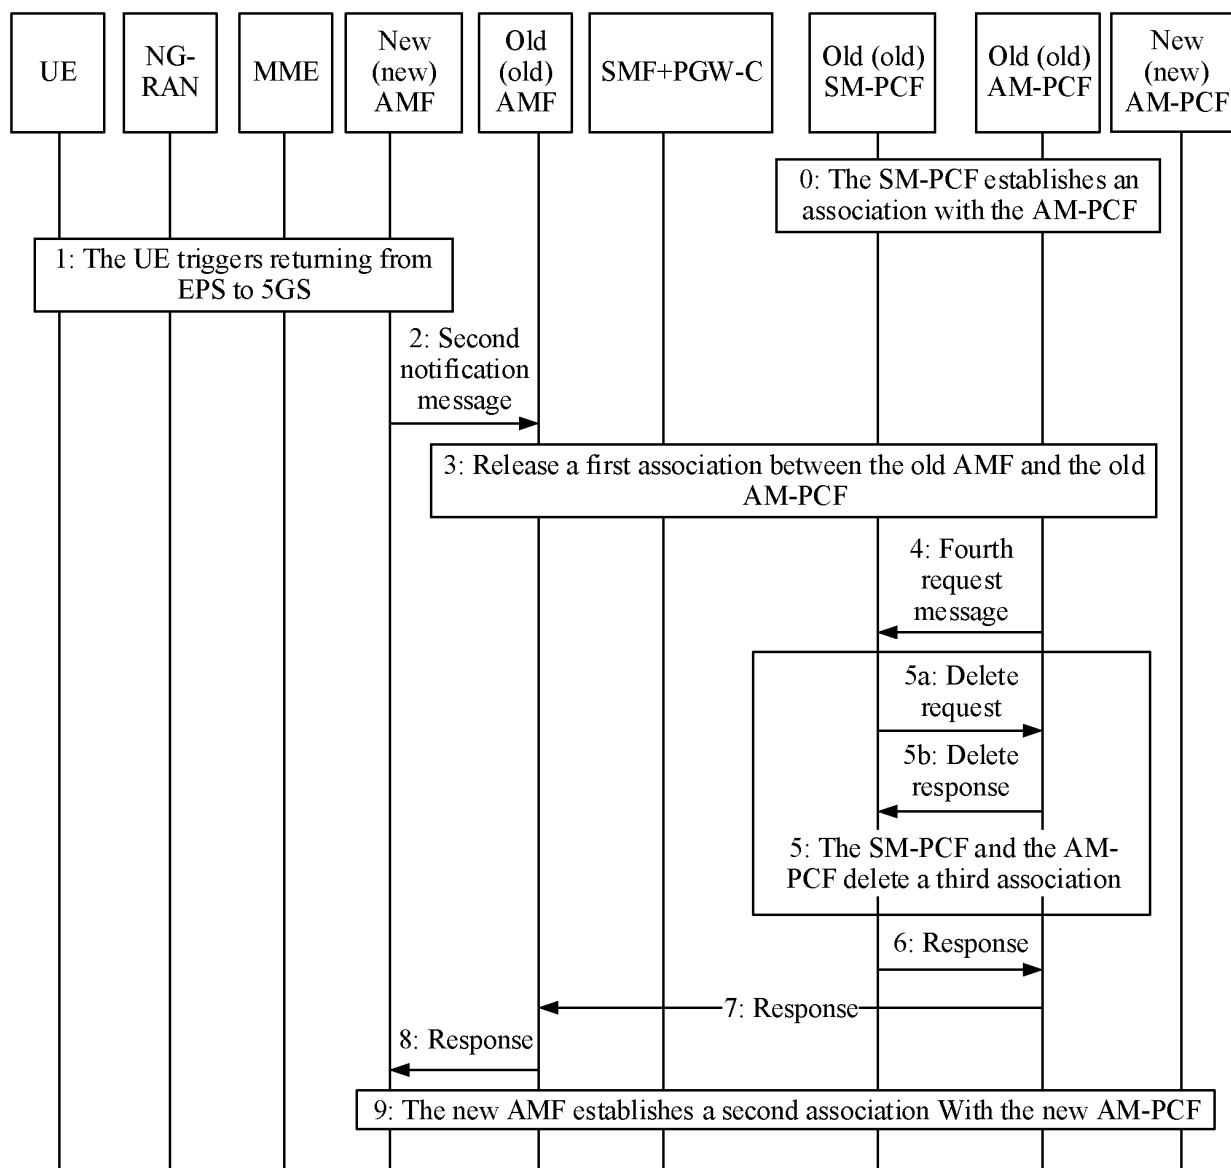 UE
NG-
RAN
MME
New
(new)
AMF
Old
(old)
AMF
SMF+PGW-C
Old (old)
SM-PCF
Old (old)
AM-PCF
New
(new)
AM-PCF
0: The SM-PCF establishes an
association with the AM-PCF
1: The UE triggers returning from
EPS to 5GS
2: Second
notification
message
3: Release a first association between the old AMF and the old
AM-PCF
4: Fourth
request
message
5a: Delete
request
5b: Delete
response
5: The SM-PCF and the AM-
PCF delete a third association
6: Response
7: Response
8: Response
9: The new AMF establishes a second association With the new AM-PCF